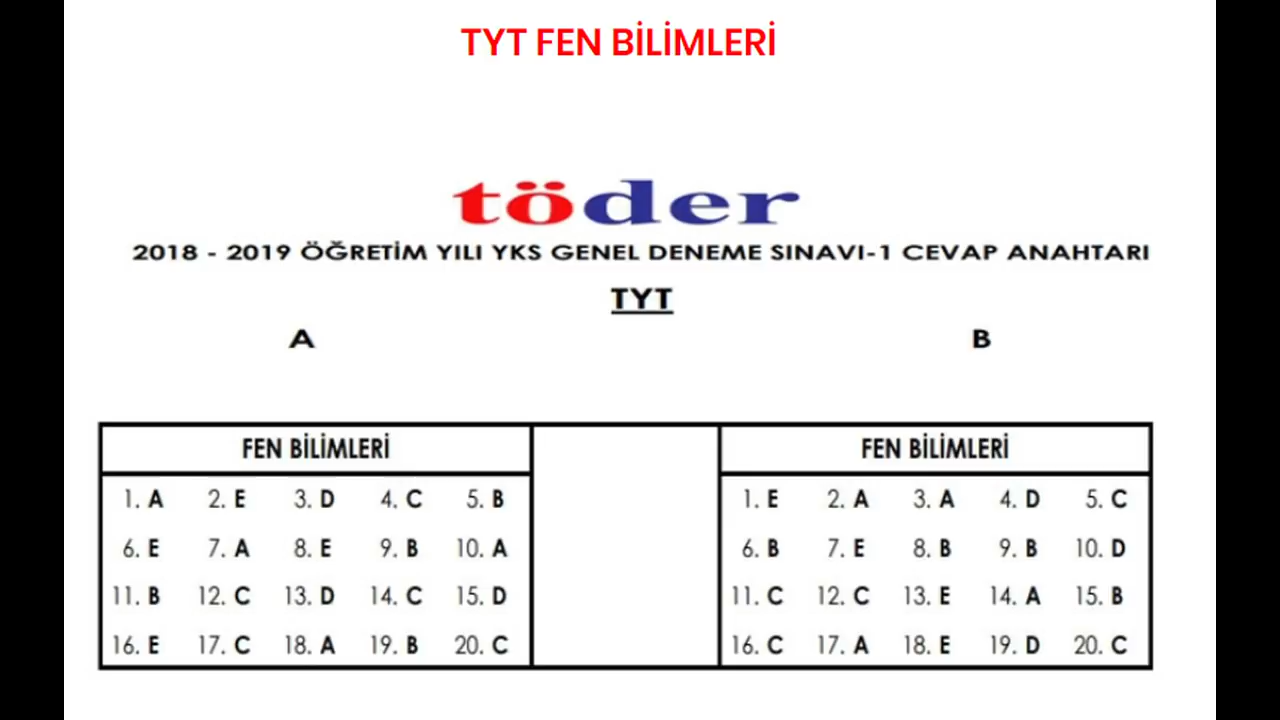 TYT FEN BİLİMLERİ
töder
2018 - 2019 ÖĞRETİM YILI YKS GENEL DENEME SINAVI-1 CEVAP ANAHTARI
TYT
A B
FEN BİLİMLERİ
1. A 2. E 3. D 4. C 5. B
6. E 7. A 8. E 9. B 10. A
11. B 12. C 13. D 14. C 15. D
16. E 17. C 18. A 19. B 20. C
FEN BİLİMLERİ
1. E 2. A 3. A 4. D 5. C
6. B 7. E 8. B 9. B 10. D
11. C 12. C 13. E 14. A 15. B
16. C 17. A 18. E 19. D 20. C